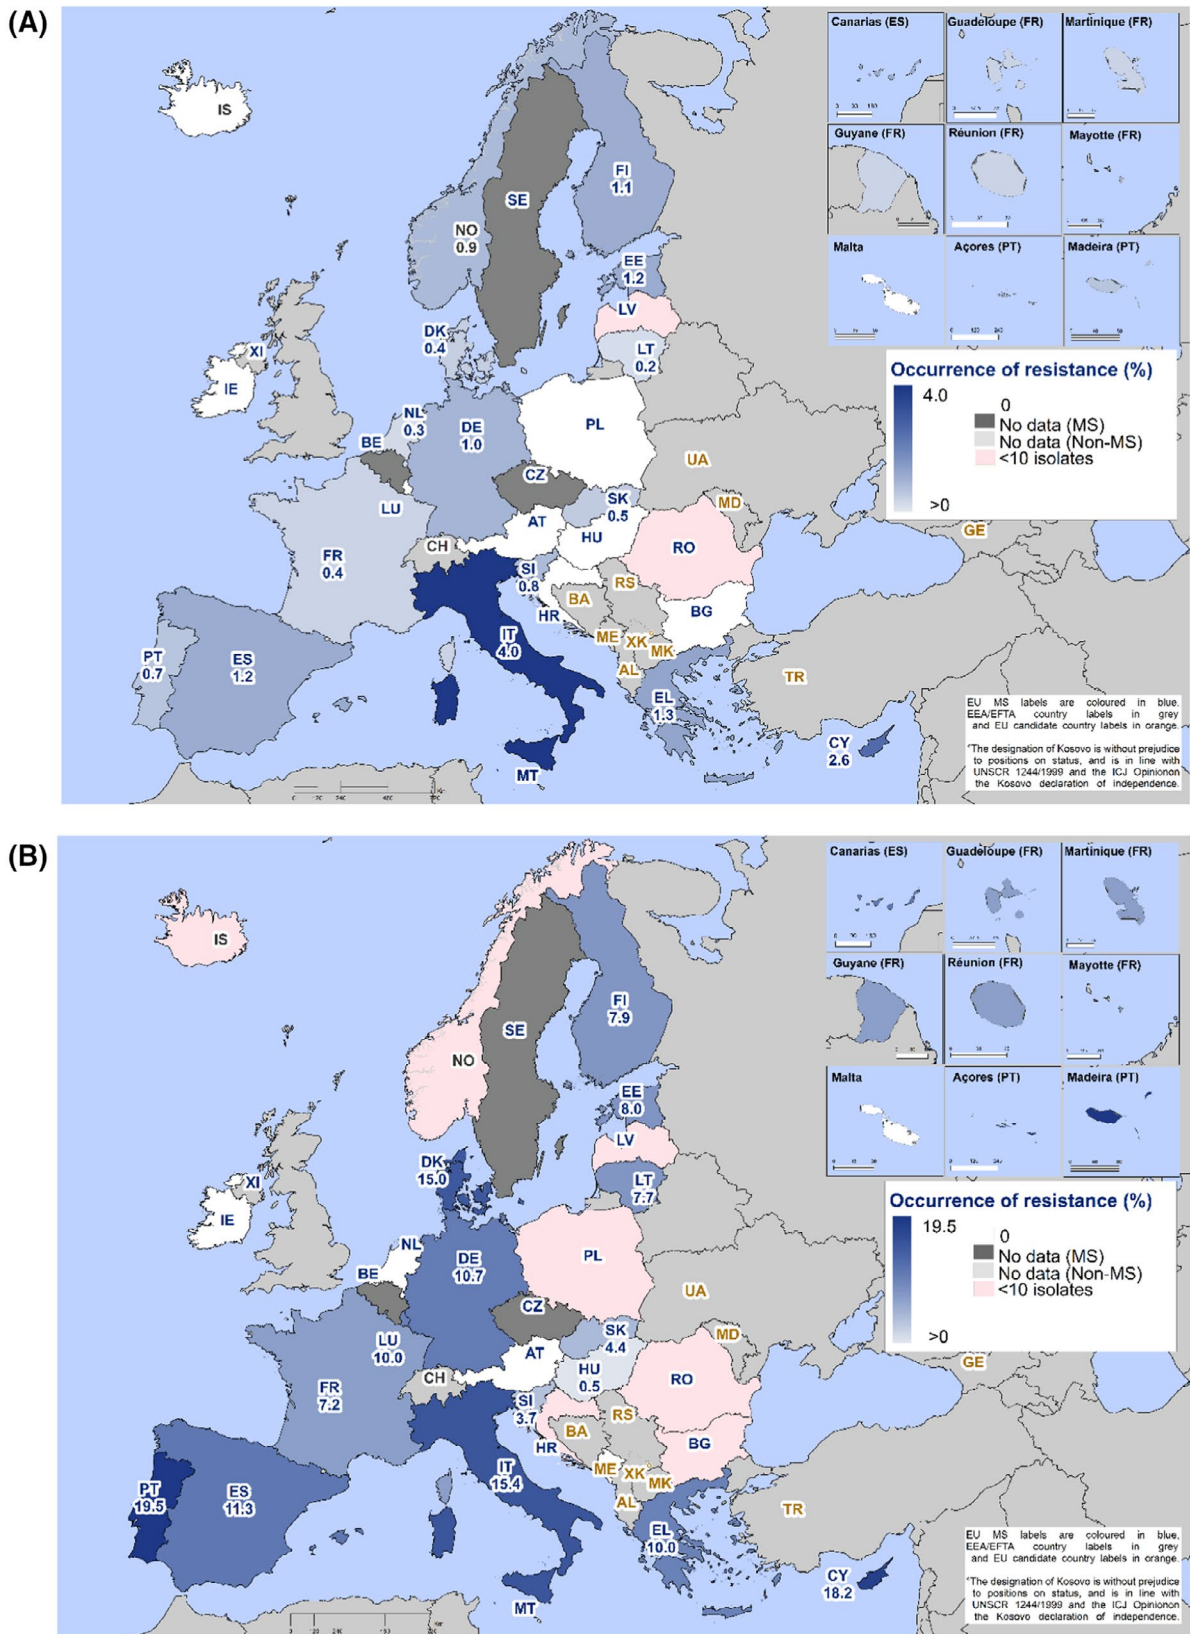 (A)
Canarias (ES)
Guadeloupe (FR)
Martinique (FR)
IS
Guyane (FR)
Réunion (FR)
Mayotte (FR)
FI
1.1
SE
NO
0.9
Malta
Açores (PT)
Madeira (PT)
EE
1.2
LV
DK
0.4
LT
0.2
XI
IE
Occurrence of resistance (%)
4.0
0
No data (MS)
No data (Non-MS)
<10 isolates
>0
NL
0.3
BE
DE
1.0
PL
UA
CZ
SK
0.5
MD
LU
AT
HU
CH
GE
FR
0.4
SI
0.8
RO
RS
BA
HR
BG
IT
4.0
ME
XK°
MK
AL
PT
0.7
ES
1.2
TR
EL
1.3
MT
CY
2.6
EU MS labels are coloured in blue,
EEA/EFTA country labels in grey
and EU candidate country labels in orange.
°The designation of Kosovo is without prejudice
to positions on status, and is in line with
UNSCR 1244/1999 and the ICJ Opinionon
the Kosovo declaration of independence.
(B)
Canarias (ES)
Guadeloupe (FR)
Martinique (FR)
IS
Guyane (FR)
Réunion (FR)
Mayotte (FR)
FI
7.9
SE
NO
Malta
Açores (PT)
Madeira (PT)
EE
8.0
LV
DK
15.0
LT
7.7
XI
IE
Occurrence of resistance (%)
19.5
0
No data (MS)
No data (Non-MS)
<10 isolates
>0
NL
BE
DE
10.7
PL
UA
CZ
SK
4.4
MD
LU
10.0
AT
HU
0.5
CH
GE
FR
7.2
SI
3.7
RO
RS
BA
HR
BG
IT
15.4
ME
XK°
MK
AL
PT
19.5
ES
11.3
TR
EL
10.0
MT
CY
18.2
EU MS labels are coloured in blue,
EEA/EFTA country labels in grey
and EU candidate country labels in orange.
°The designation of Kosovo is without prejudice
to positions on status, and is in line with
UNSCR 1244/1999 and the ICJ Opinionon
the Kosovo declaration of independence.